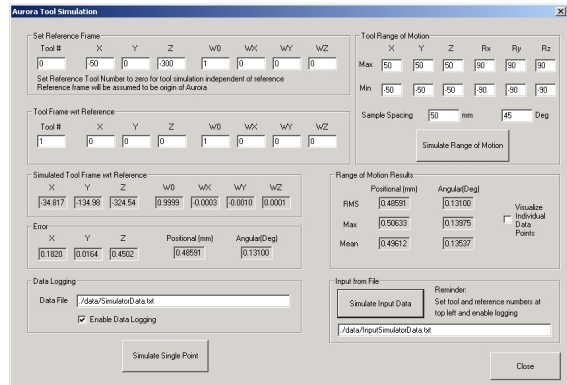 Aurora Tool Simulation
Set Reference Frame
Tool # X Y Z W0 WX WY WZ
0 -50 0 -300 1 0 0 0
Set Reference Tool Number to zero for tool simulation independent of reference
Reference frame will be assumed to be origin of Aurora
Tool Frame wrt Reference
Tool # X Y Z W0 WX WY WZ
1 0 0 0 1 0 0 0
Tool Range of Motion
X Y Z Rx Ry Rz
Max 50 50 50 90 90 90
Min -50 -50 -50 -90 -90 -90
Sample Spacing 50 mm 45 Deg
Simulate Range of Motion
Simulated Tool Frame wrt Reference
X Y Z W0 WX WY WZ
-34.817 -134.98 -324.54 0.9999 -0.0003 -0.0010 0.0001
Error
X Y Z Positional (mm) Angular(Deg)
0.1820 0.0164 0.4502 0.48591 0.13100
Range of Motion Results
Positional (mm) Angular(Deg)
RMS 0.48591 0.13100
Max 0.50633 0.13975
Mean 0.49612 0.13537
Visualize
Individual
Data
Points
Data Logging
Data File ./data/SimulatorData.txt
Enable Data Logging
Simulate Single Point
Input from File
Simulate Input Data
Reminder:
Set tool and reference numbers at
top left and enable logging
./data/InputSimulatorData.txt
Close